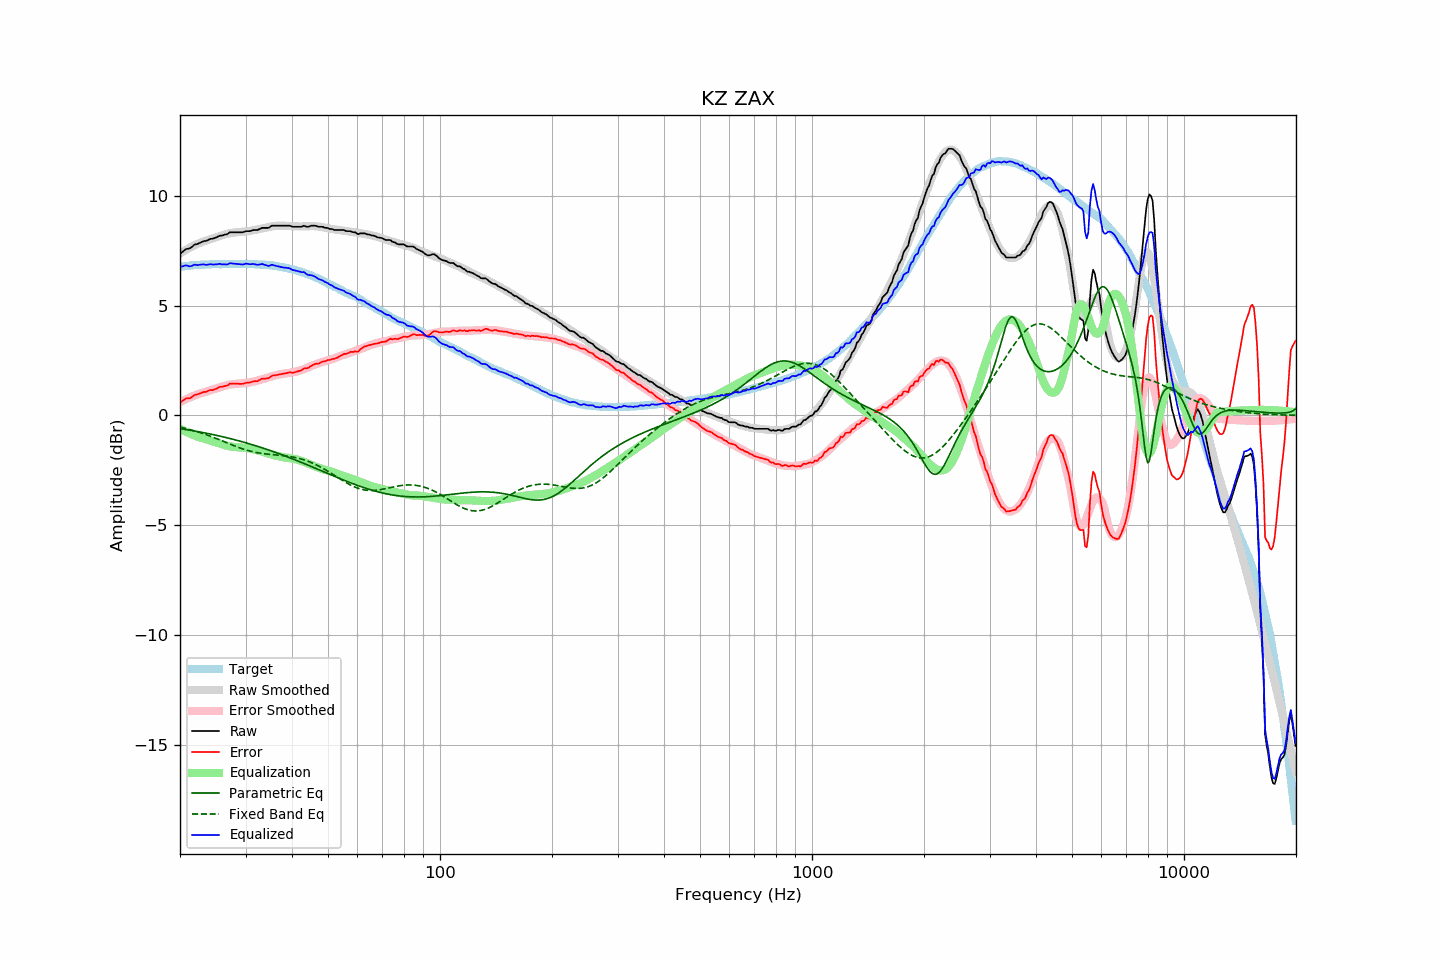 KZ ZAX
10
5
0
−5
−10
−15
Amplitude (dBr)
Target
Raw Smoothed
Error Smoothed
Raw
Error
Equalization
Parametric Eq
Fixed Band Eq
Equalized
100
1000
10000
Frequency (Hz)